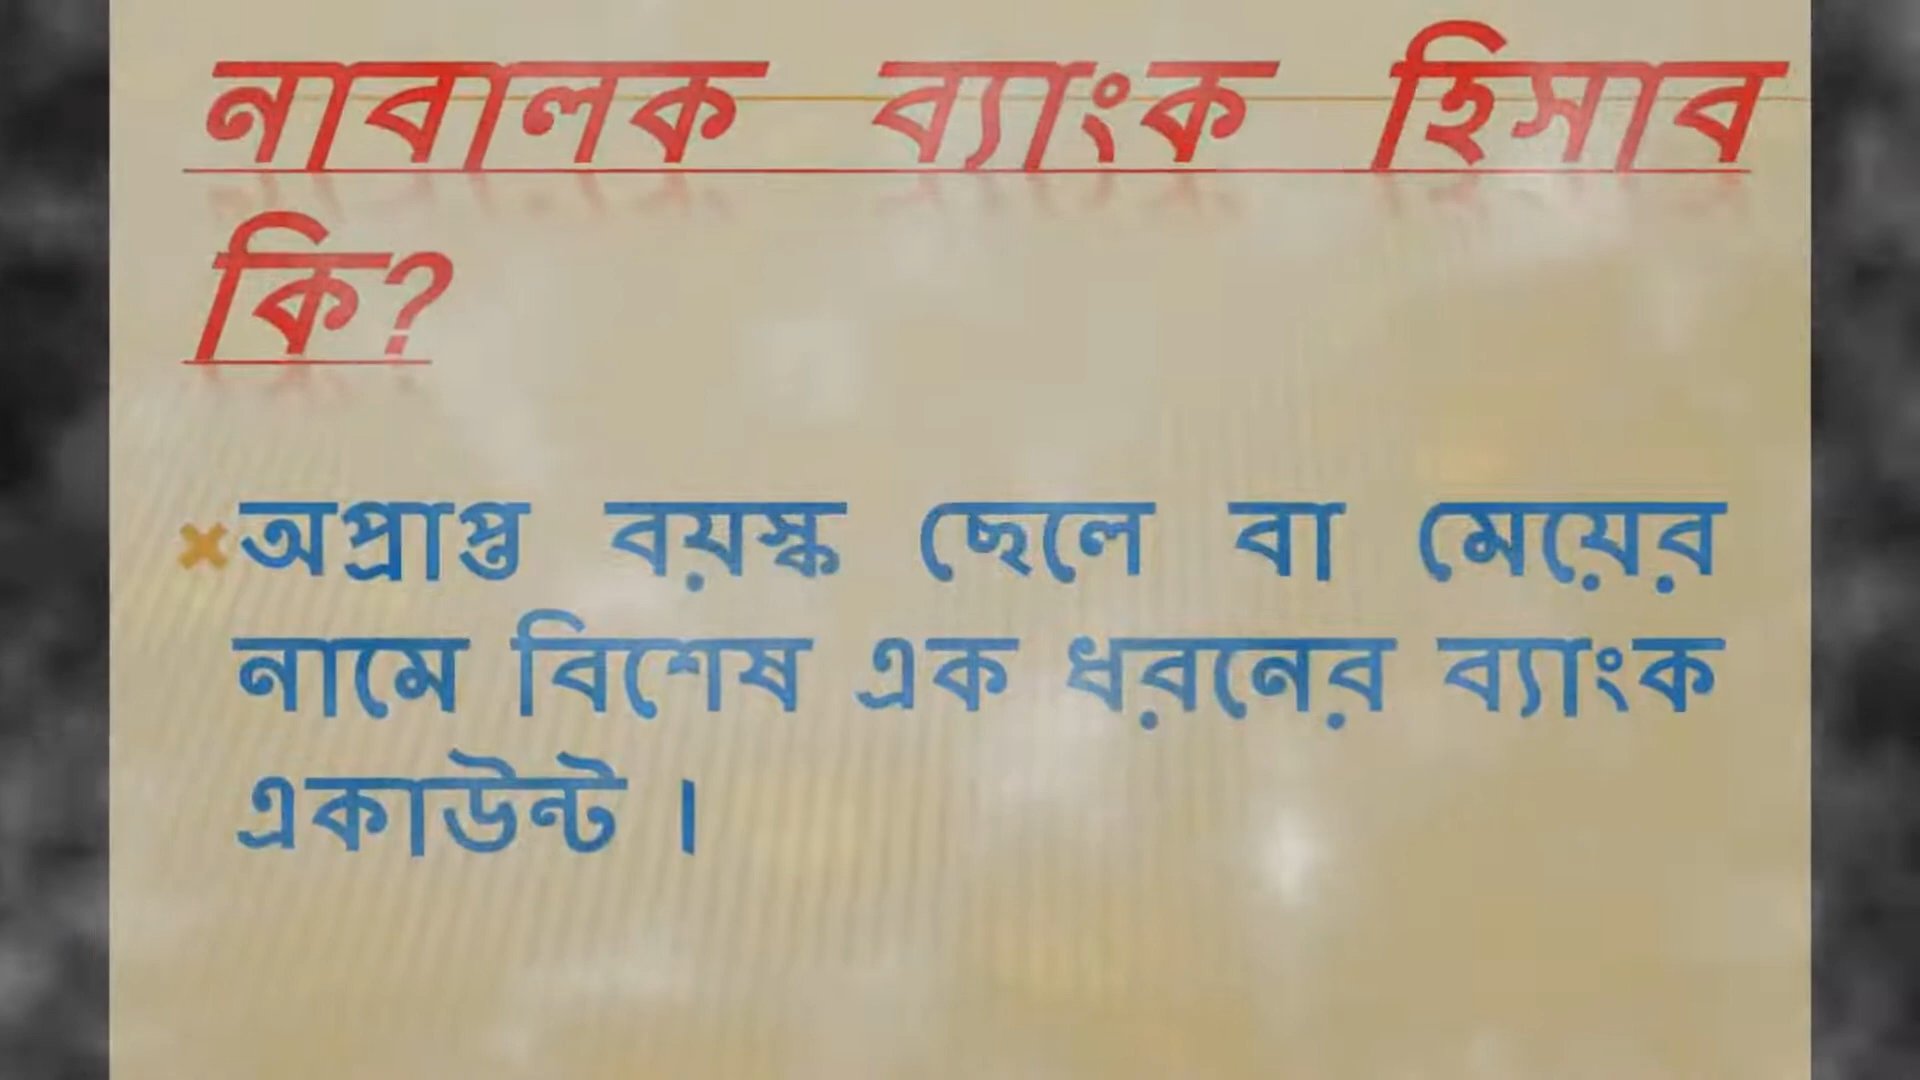 নাবালক ব্যাংক হিসাব
কি?
অপ্রাপ্ত বয়স্ক ছেলে বা মেয়ের
নামে বিশেষ এক ধরনের ব্যাংক
একাউন্ট ।